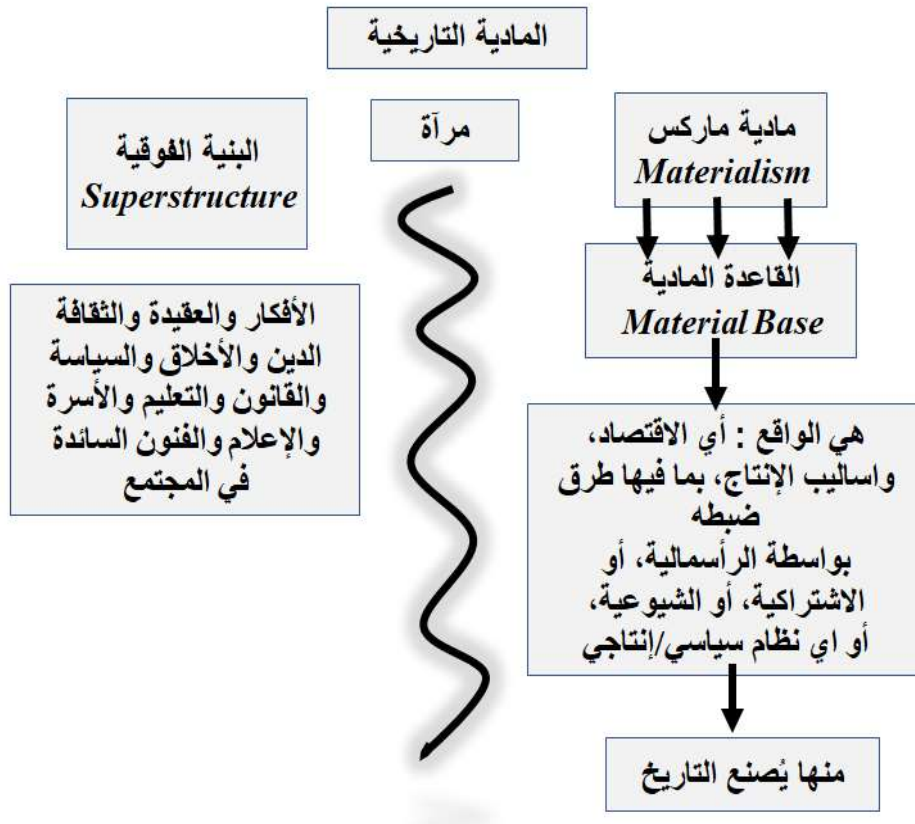 المادية التاريخية
مادية ماركس
Materialism
القاعدة المادية
Material Base
هي الواقع : أي الاقتصاد،
واساليب الإنتاج، بما فيها طرق
ضبطه
بواسطة الرأسمالية، أو
الاشتراكية، أو الشيوعية،
أو اي نظام سياسي/إنتاجي
منها يُصنع التاريخ
مرآة
البنية الفوقية
Superstructure
الأفكار والعقيدة والثقافة
الدين والأخلاق والسياسة
والقانون والتعليم والأسرة
والإعلام والفنون السائدة
في المجتمع